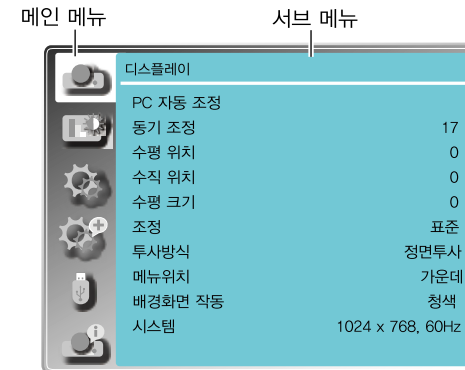 메인 메뉴
서브 메뉴
디스플레이
PC 자동 조정
동기 조정 17
수평 위치 0
수직 위치 0
수평 크기 0
조정 표준
투사방식 정면투사
메뉴위치 가운데
배경화면 작동 청색
시스템 1024 x 768, 60Hz